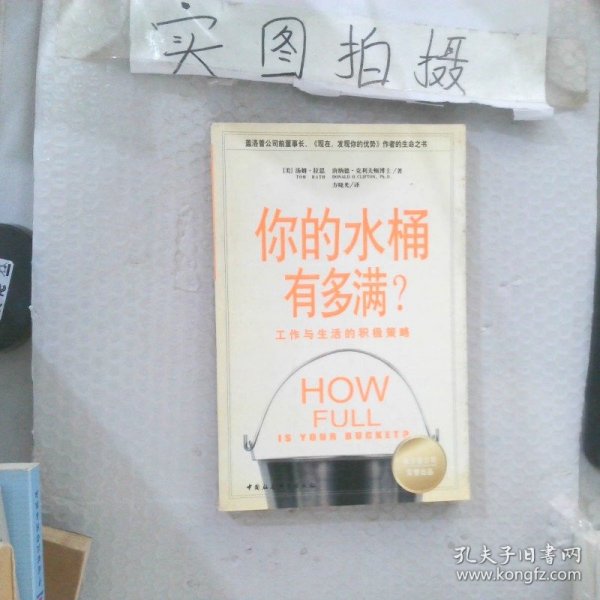 实图拍摄
盖洛普公司前董事长，《现在，发现你的优势》作者的生命之书
[美] 汤姆·拉思 唐纳德·克利夫顿博士/著
TOM RATH DONALD O. CLIFTON, Ph.D.
方晓光/译
你的水桶
有多满？
工作与生活的积极策略
HOW
FULL
IS YOUR BUCKET?
中国社
孔夫子旧书网
www.kongfz.com